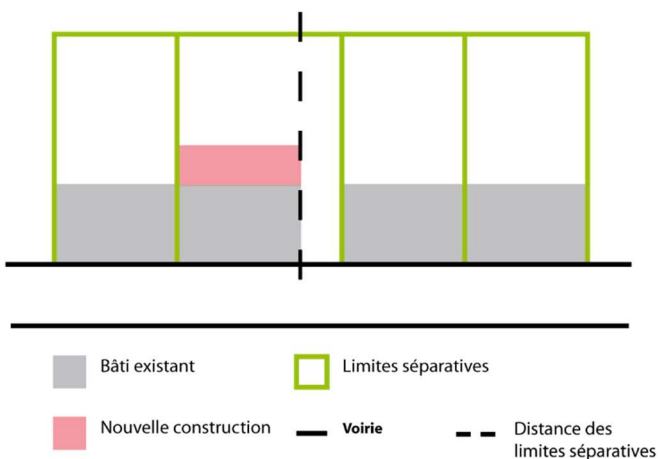 Bâti existant
Limites séparatives
Nouvelle construction
Voirie
Distance des
limites séparatives